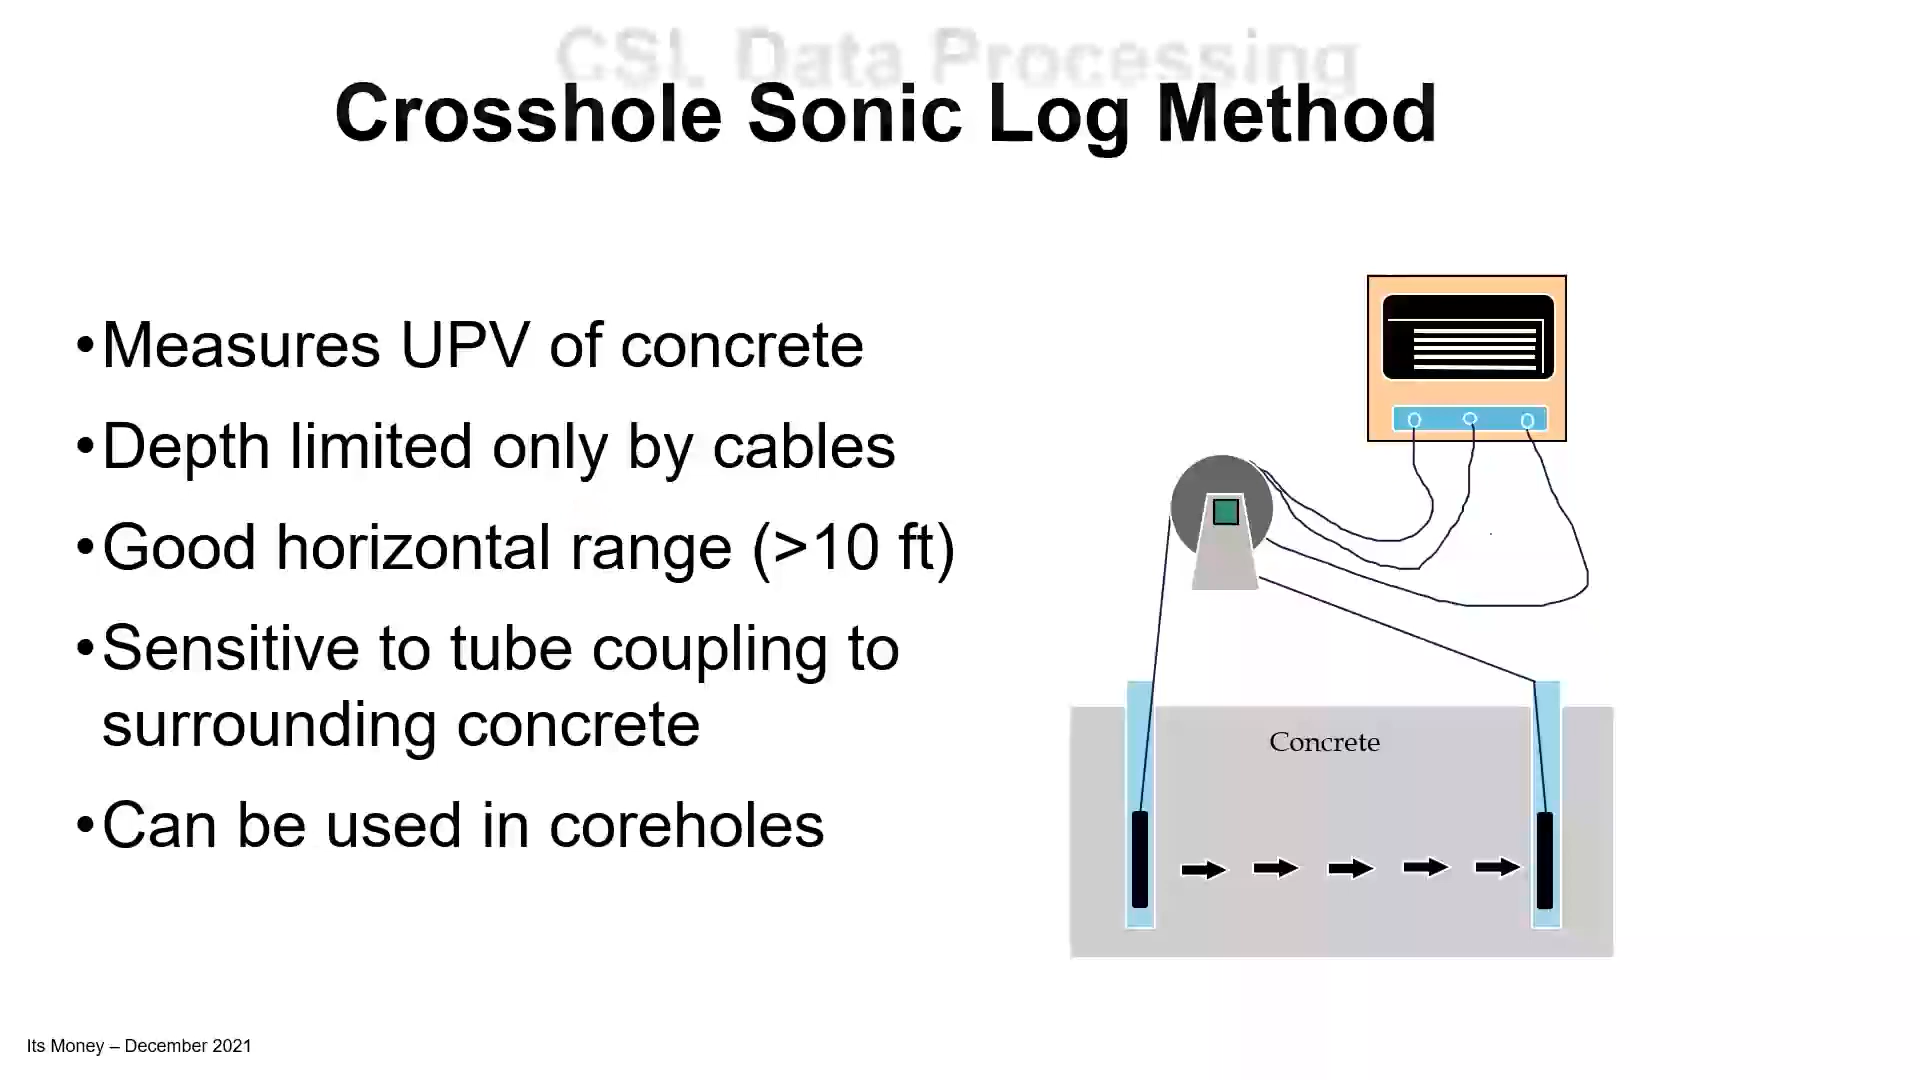 CSL Data Processing
Crosshole Sonic Log Method
•Measures UPV of concrete
•Depth limited only by cables
•Good horizontal range (>10 ft)
•Sensitive to tube coupling to
surrounding concrete
•Can be used in coreholes
Concrete
Its Money – December 2021